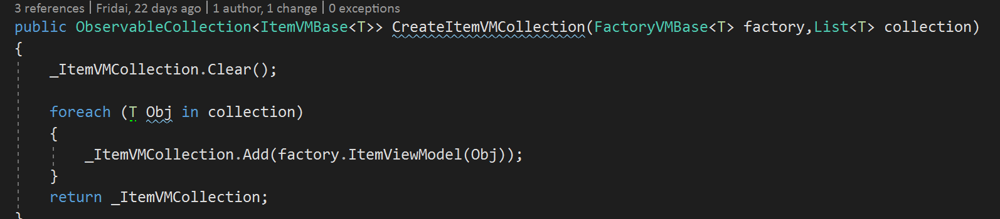 3 references | Fridai, 22 days ago | 1 author, 1 change | 0 exceptions
public ObservableCollection<ItemVMBase<T>> CreateItemVMCollection(FactoryVMBase<T> factory,List<T> collection)
{
_ItemVMCollection.Clear();
foreach (T Obj in collection)
{
_ItemVMCollection.Add(factory.ItemViewModel(Obj));
}
return _ItemVMCollection;
}